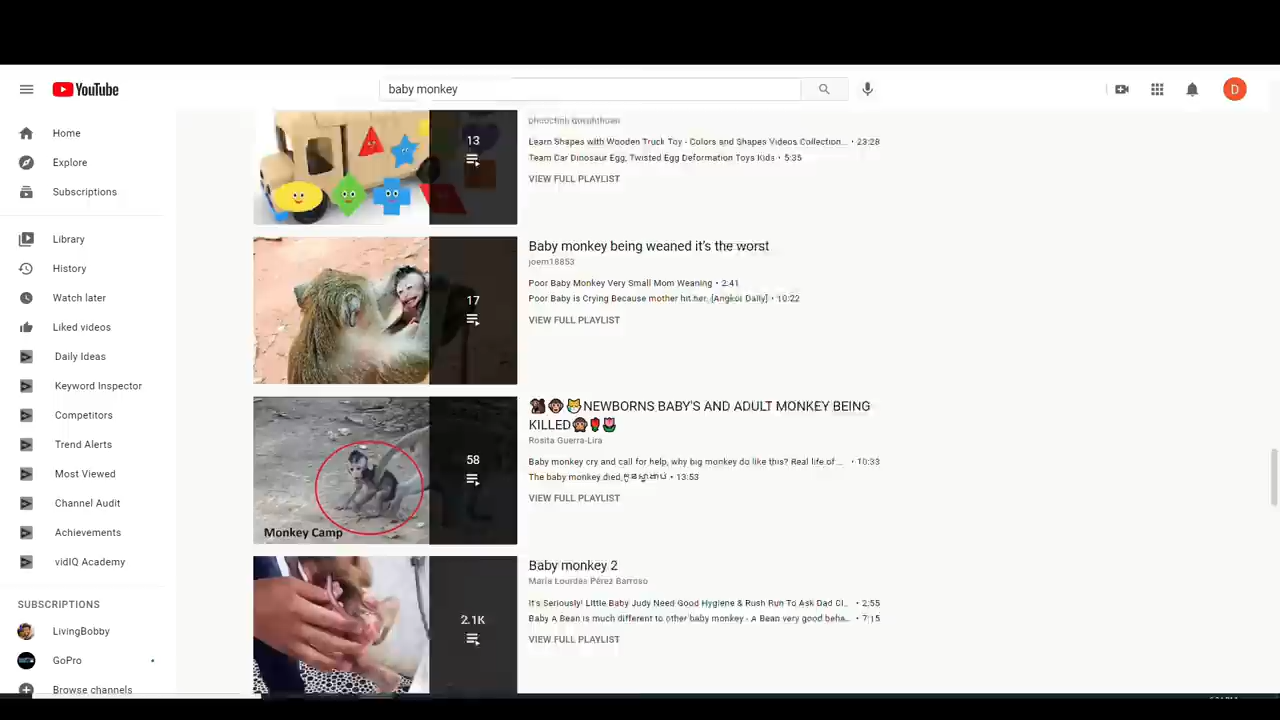 YouTube
baby monkey
D
Home
Explore
Subscriptions
Library
History
Watch later
Liked videos
Daily Ideas
Keyword Inspector
Competitors
Trend Alerts
Most Viewed
Channel Audit
Achievements
vidIQ Academy
SUBSCRIPTIONS
LivingBobby
GoPro
Browse channels
13
Learn Shapes with Wooden Truck Toy - Colors and Shapes Videos Collection... • 23:28
Team Car Dinosaur Egg, Twisted Egg Deformation Toys Kids • 5:35
VIEW FULL PLAYLIST
17
Baby monkey being weaned it's the worst
joem18853
Poor Baby Monkey Very Small Mom Weaning • 2:41
Poor Baby is Crying Because mother hit her, [Angkor Daily] • 10:22
VIEW FULL PLAYLIST
58
Monkey Camp
🐒🐵🐱NEWBORNS BABY'S AND ADULT MONKEY BEING
KILLED🙊🌹🌷
Rosita Guerra-Lira
Baby monkey cry and call for help, why big monkey do like this? Real life of... • 10:33
The baby monkey died, • 13:53
VIEW FULL PLAYLIST
2.1K
Baby monkey 2
Maria Lourdes Pérez Barroso
It's Seriously! Little Baby Judy Need Good Hygiene & Rush Run To Ask Dad Cl... • 2:55
Baby A Bean is much different to other baby monkey - A Bean very good beha... • 7:15
VIEW FULL PLAYLIST